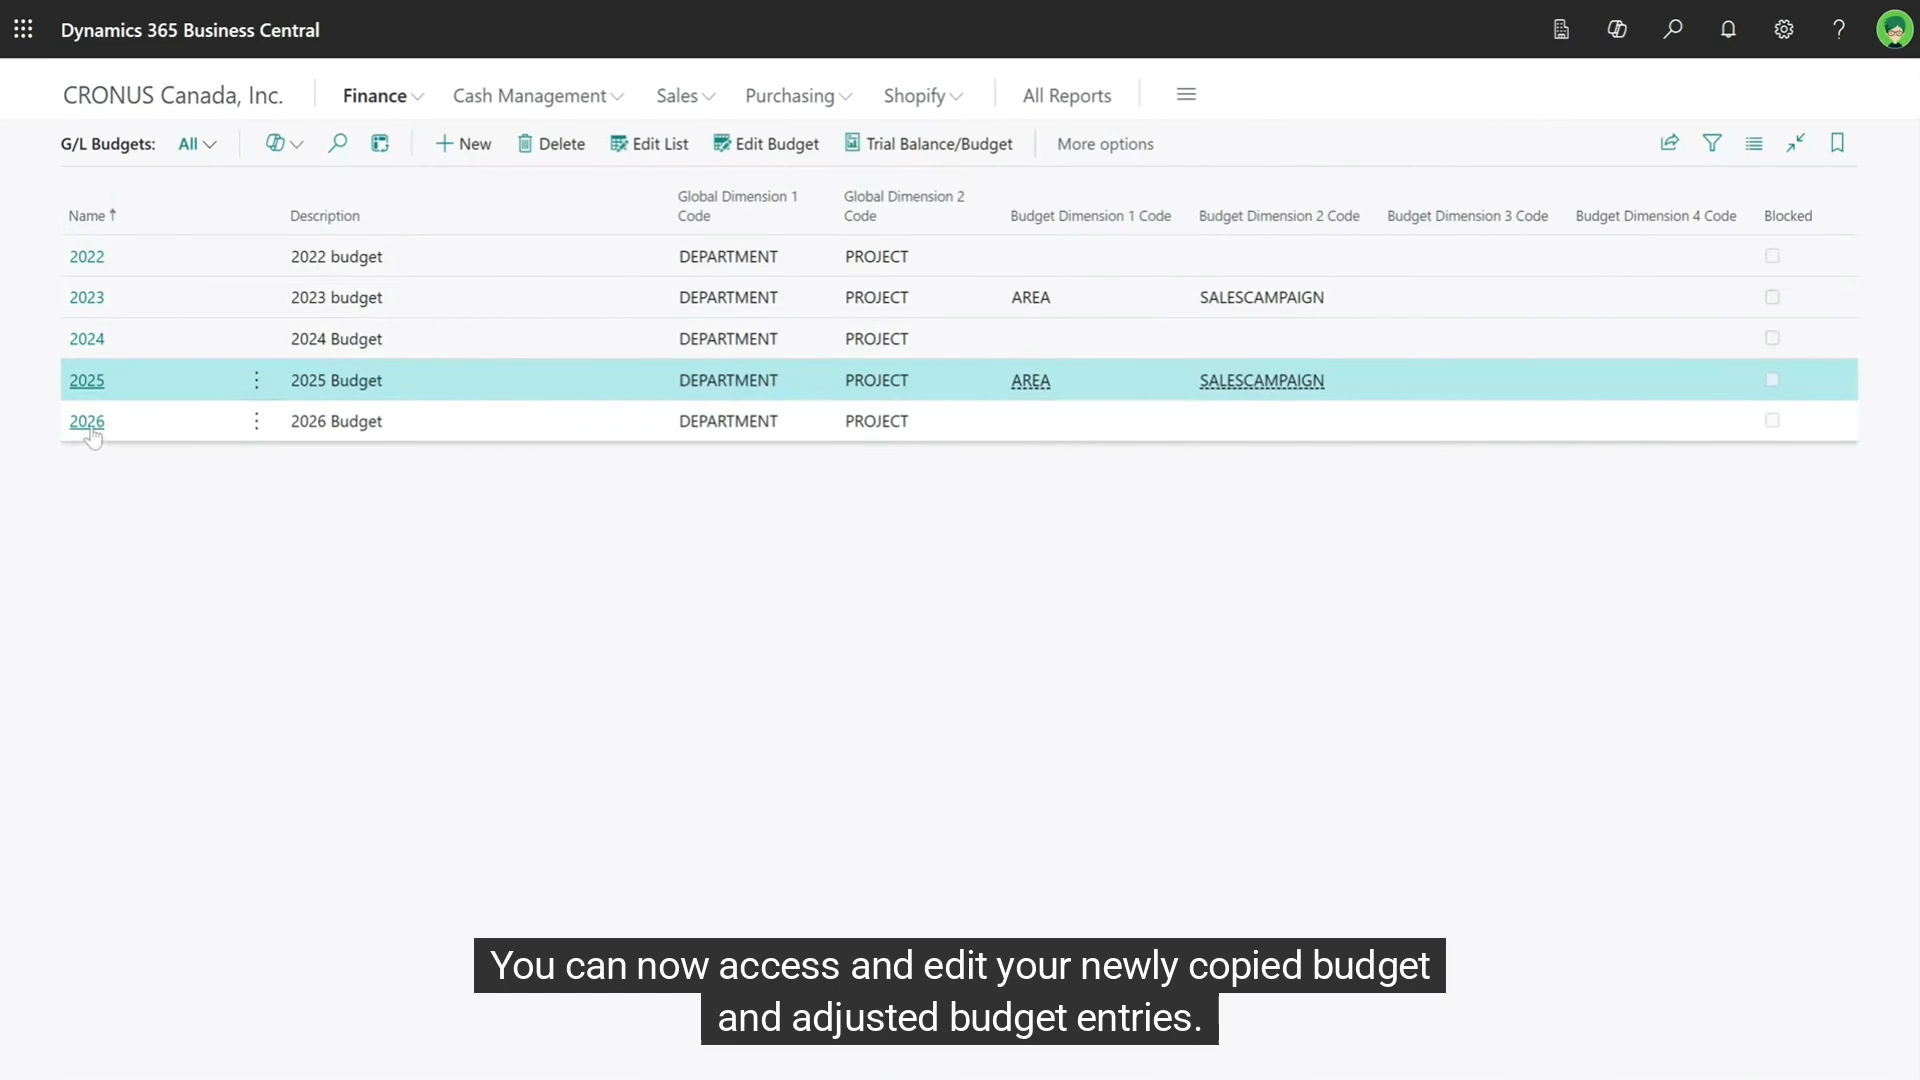 Dynamics 365 Business Central
?
CRONUS Canada, Inc. Finance Cash Management Sales Purchasing Shopify All Reports
G/L Budgets: All New Delete Edit List Edit Budget Trial Balance/Budget More options
Name ↑ Description Global Dimension 1 Code Global Dimension 2 Code Budget Dimension 1 Code Budget Dimension 2 Code Budget Dimension 3 Code Budget Dimension 4 Code Blocked
2022 2022 budget DEPARTMENT PROJECT
2023 2023 budget DEPARTMENT PROJECT AREA SALESCAMPAIGN
2024 2024 Budget DEPARTMENT PROJECT
2025 2025 Budget DEPARTMENT PROJECT AREA SALESCAMPAIGN
2026 2026 Budget DEPARTMENT PROJECT
You can now access and edit your newly copied budget
and adjusted budget entries.